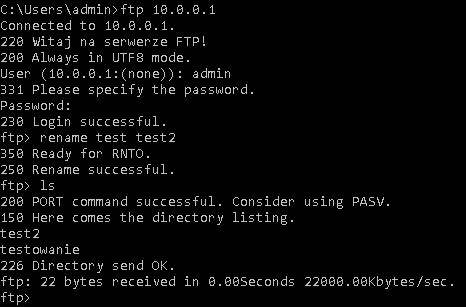 C:\Users\admin>ftp 10.0.0.1
Connected to 10.0.0.1.
220 Witaj na serwerze FTP!
200 Always in UTF8 mode.
User (10.0.0.1:(none)): admin
331 Please specify the password.
Password:
230 Login successful.
ftp> rename test test2
350 Ready for RNTO.
250 Rename successful.
ftp> ls
200 PORT command successful. Consider using PASV.
150 Here comes the directory listing.
test2
testowanie
226 Directory send OK.
ftp: 22 bytes received in 0.00Seconds 22000.00Kbytes/sec.
ftp>